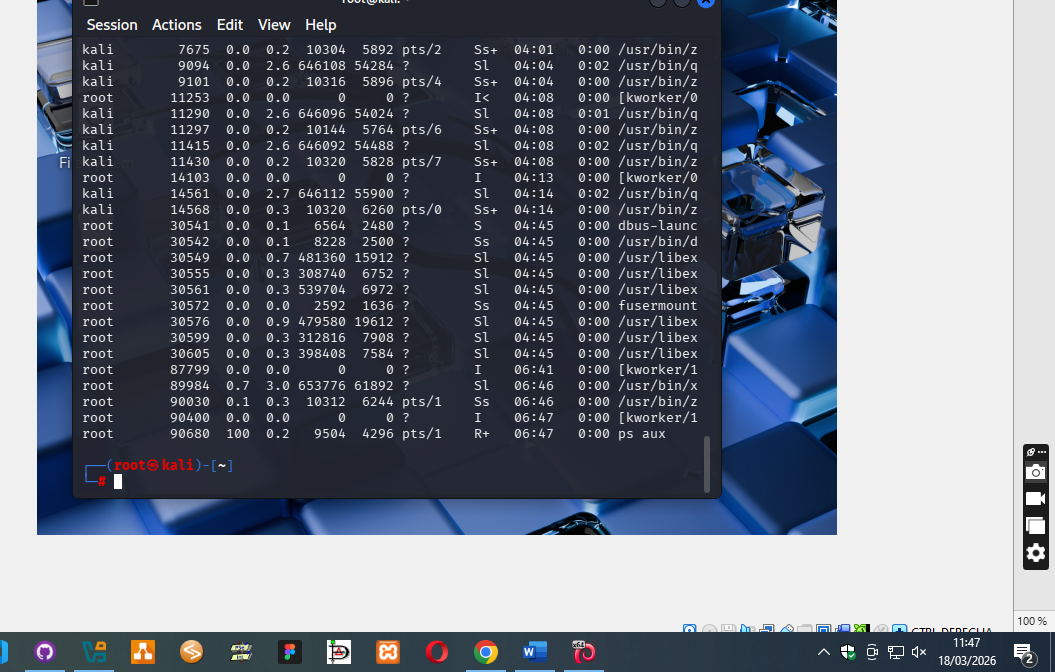 Session Actions Edit View Help
kali 7675 0.0 0.2 10304 5892 pts/2 Ss+ 04:01 0:00 /usr/bin/z
kali 9094 0.0 2.6 646108 54284 ? Sl 04:04 0:02 /usr/bin/q
kali 9101 0.0 0.2 10316 5896 pts/4 Ss+ 04:04 0:00 /usr/bin/z
root 11253 0.0 0.0 0 0 ? I< 04:08 0:00 [kworker/0
kali 11290 0.0 2.6 646096 54024 ? Sl 04:08 0:01 /usr/bin/q
kali 11297 0.0 0.2 10144 5764 pts/6 Ss+ 04:08 0:00 /usr/bin/z
kali 11415 0.0 2.6 646092 54488 ? Sl 04:08 0:02 /usr/bin/q
kali 11430 0.0 0.2 10320 5828 pts/7 Ss+ 04:08 0:00 /usr/bin/z
root 14103 0.0 0.0 0 0 ? I 04:13 0:00 [kworker/0
kali 14561 0.0 2.7 646112 55900 ? Sl 04:14 0:02 /usr/bin/q
kali 14568 0.0 0.3 10320 6260 pts/0 Ss+ 04:14 0:00 /usr/bin/z
root 30541 0.0 0.1 6564 2480 ? S 04:45 0:00 dbus-launc
root 30542 0.0 0.1 8228 2500 ? Ss 04:45 0:00 /usr/bin/d
root 30549 0.0 0.7 481360 15912 ? Sl 04:45 0:00 /usr/libex
root 30555 0.0 0.3 308740 6752 ? Sl 04:45 0:00 /usr/libex
root 30561 0.0 0.3 539704 6972 ? Sl 04:45 0:00 /usr/libex
root 30572 0.0 0.0 2592 1636 ? Ss 04:45 0:00 fusermount
root 30576 0.0 0.9 479580 19612 ? Sl 04:45 0:00 /usr/libex
root 30599 0.0 0.3 312816 7908 ? Sl 04:45 0:00 /usr/libex
root 30605 0.0 0.3 398408 7584 ? Sl 04:45 0:00 /usr/libex
root 87799 0.0 0.0 0 0 ? I 06:41 0:00 [kworker/1
root 89984 0.7 3.0 653776 61892 ? Sl 06:46 0:00 /usr/bin/x
root 90030 0.1 0.3 10312 6244 pts/1 Ss 06:46 0:00 /usr/bin/z
root 90400 0.0 0.0 0 0 ? I 06:47 0:00 [kworker/1
root 90680 100 0.2 9504 4296 pts/1 R+ 06:47 0:00 ps aux
┌──(root㉿kali)-[~]
└─#
Fi
100 %
11:47
18/03/2026
2